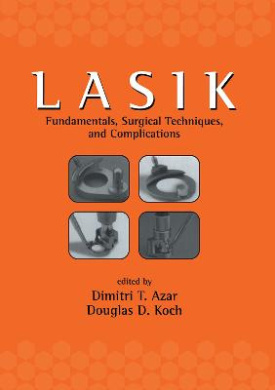 LASIK
Fundamentals, Surgical Techniques,
and Complications
edited by
Dimitri T. Azar
Douglas D. Koch